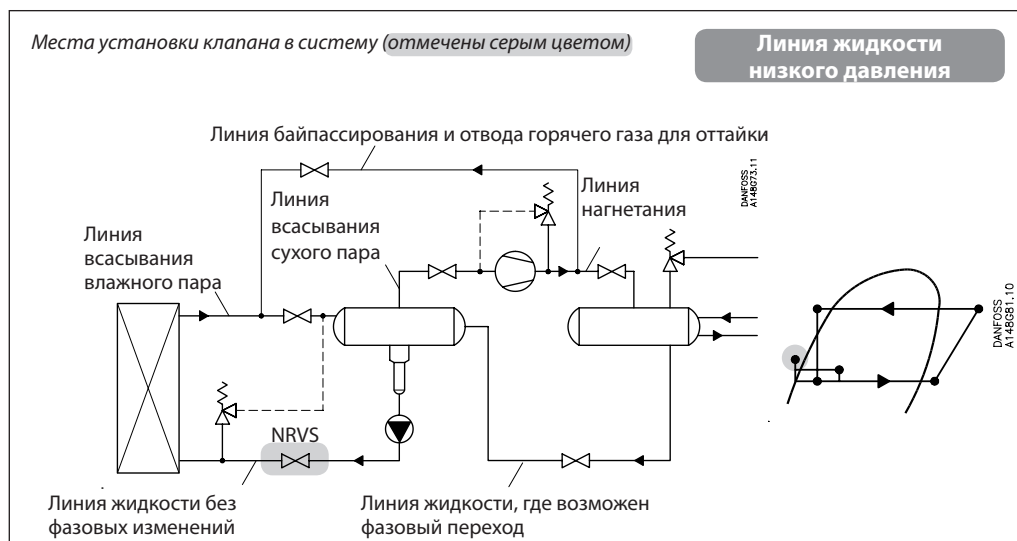 Места установки клапана в систему (отмечены серым цветом)
Линия жидкости
низкого давления
Линия байпассирования и отвода горячего газа для оттайки
Линия
всасывания
сухого пара
Линия
нагнетания
Линия
всасывания
влажного пара
NRVS
Линия жидкости без
фазовых изменений
Линия жидкости, где возможен
фазовый переход
DANFOSS
A148G73.11
DANFOSS
A148G81.10